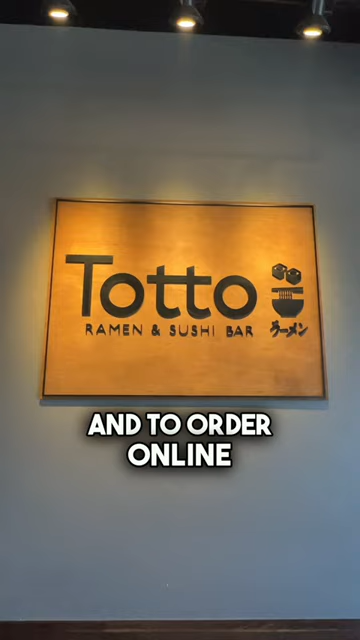 Totto
RAMEN & SUSHI BAR
ラーメン
AND TO ORDER
ONLINE